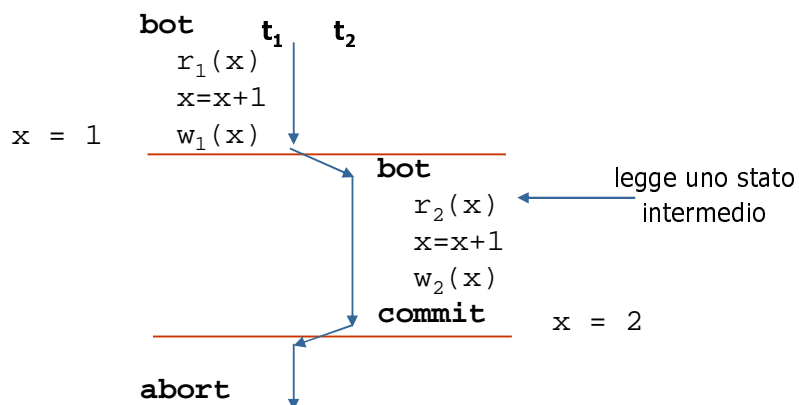 bot t₁ t₂
r₁(x)
x=x+1
x = 1 w₁(x)
bot
legge uno stato
intermedio
r₂(x)
x=x+1
w₂(x)
commit x = 2
abort